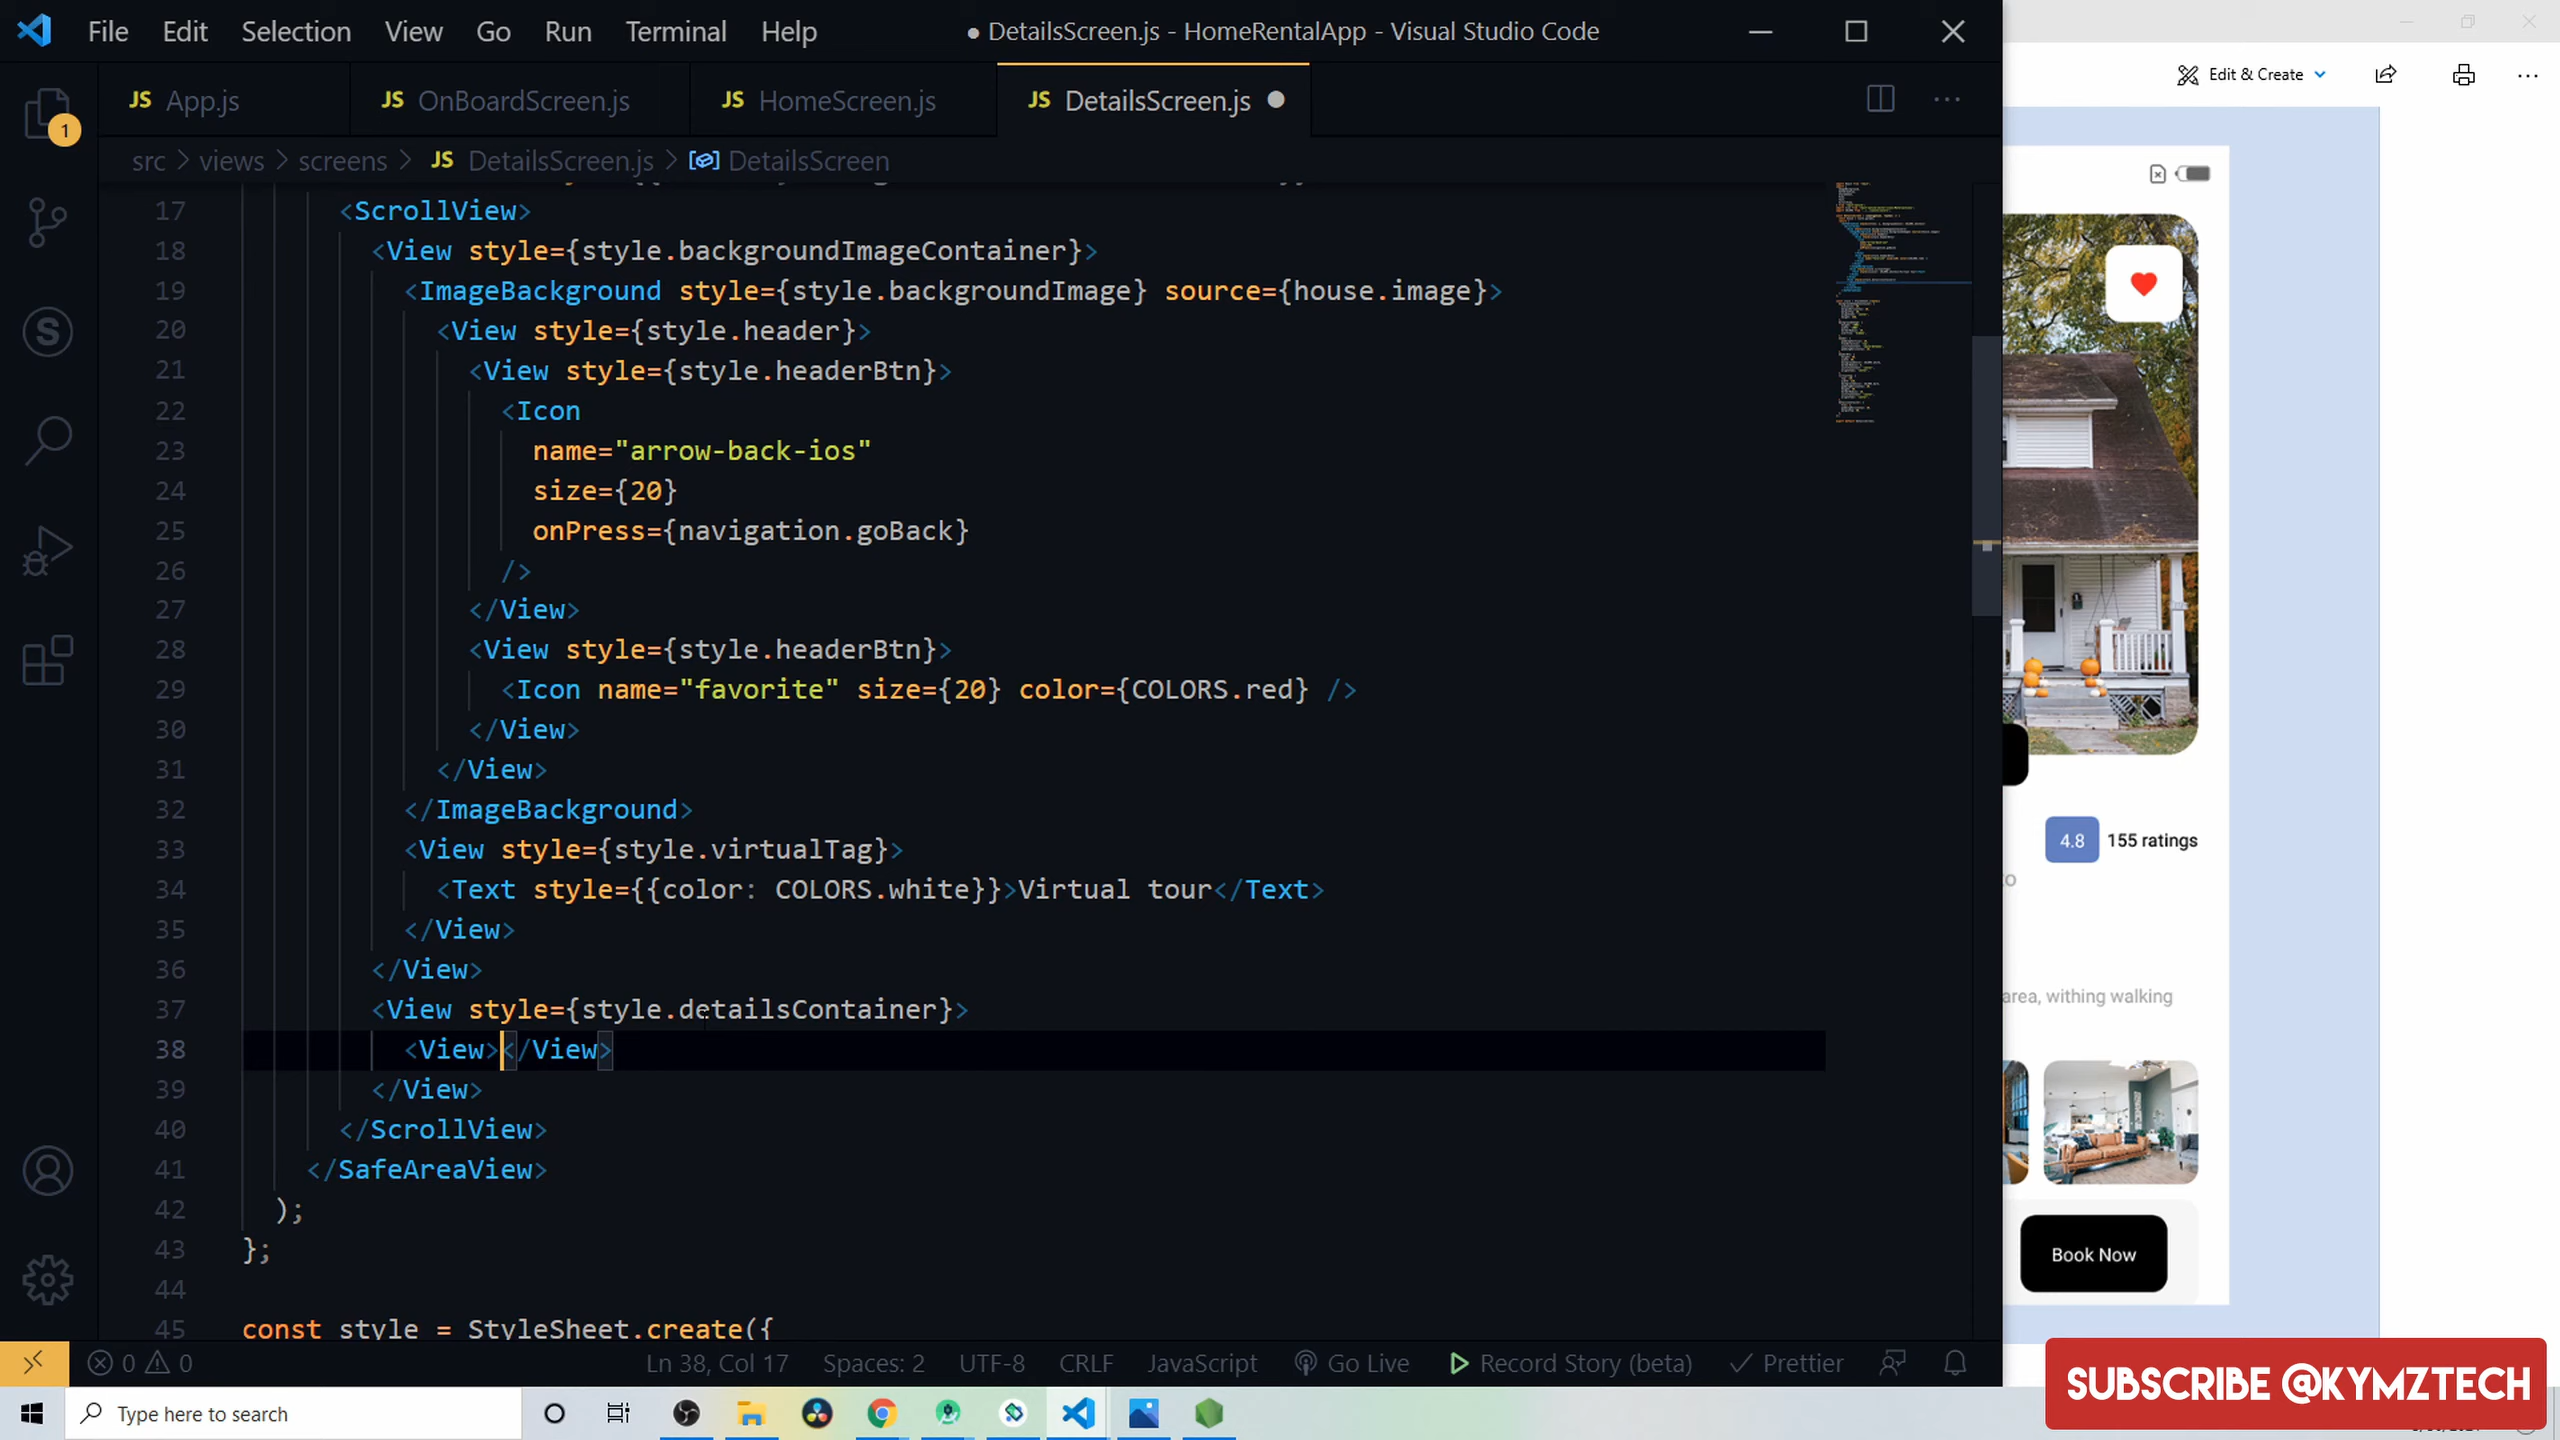 File Edit Selection View Go Run Terminal Help ● DetailsScreen.js - HomeRentalApp - Visual Studio Code
Edit & Create
1
JS App.js JS OnBoardScreen.js JS HomeScreen.js JS DetailsScreen.js
src > views > screens > JS DetailsScreen.js > DetailsScreen
17 <ScrollView>
18 <View style={style.backgroundImageContainer}>
19 <ImageBackground style={style.backgroundImage} source={house.image}>
20 <View style={style.header}>
21 <View style={style.headerBtn}>
22 <Icon
23 name="arrow-back-ios"
24 size={20}
25 onPress={navigation.goBack}
26 />
27 </View>
28 <View style={style.headerBtn}>
29 <Icon name="favorite" size={20} color={COLORS.red} />
30 </View>
31 </View>
32 </ImageBackground>
33 <View style={style.virtualTag}>
34 <Text style={{color: COLORS.white}}>Virtual tour</Text>
35 </View>
36 </View>
37 <View style={style.detailsContainer}>
38 <View></View>
39 </View>
40 </ScrollView>
41 </SafeAreaView>
42 );
43 };
44
45 const style = StyleSheet.create({
4.8 155 ratings
area, withing walking
Book Now
0 0 Ln 38, Col 17 Spaces: 2 UTF-8 CRLF JavaScript Go Live Record Story (beta) Prettier
Type here to search
SUBSCRIBE @KYMZTECH